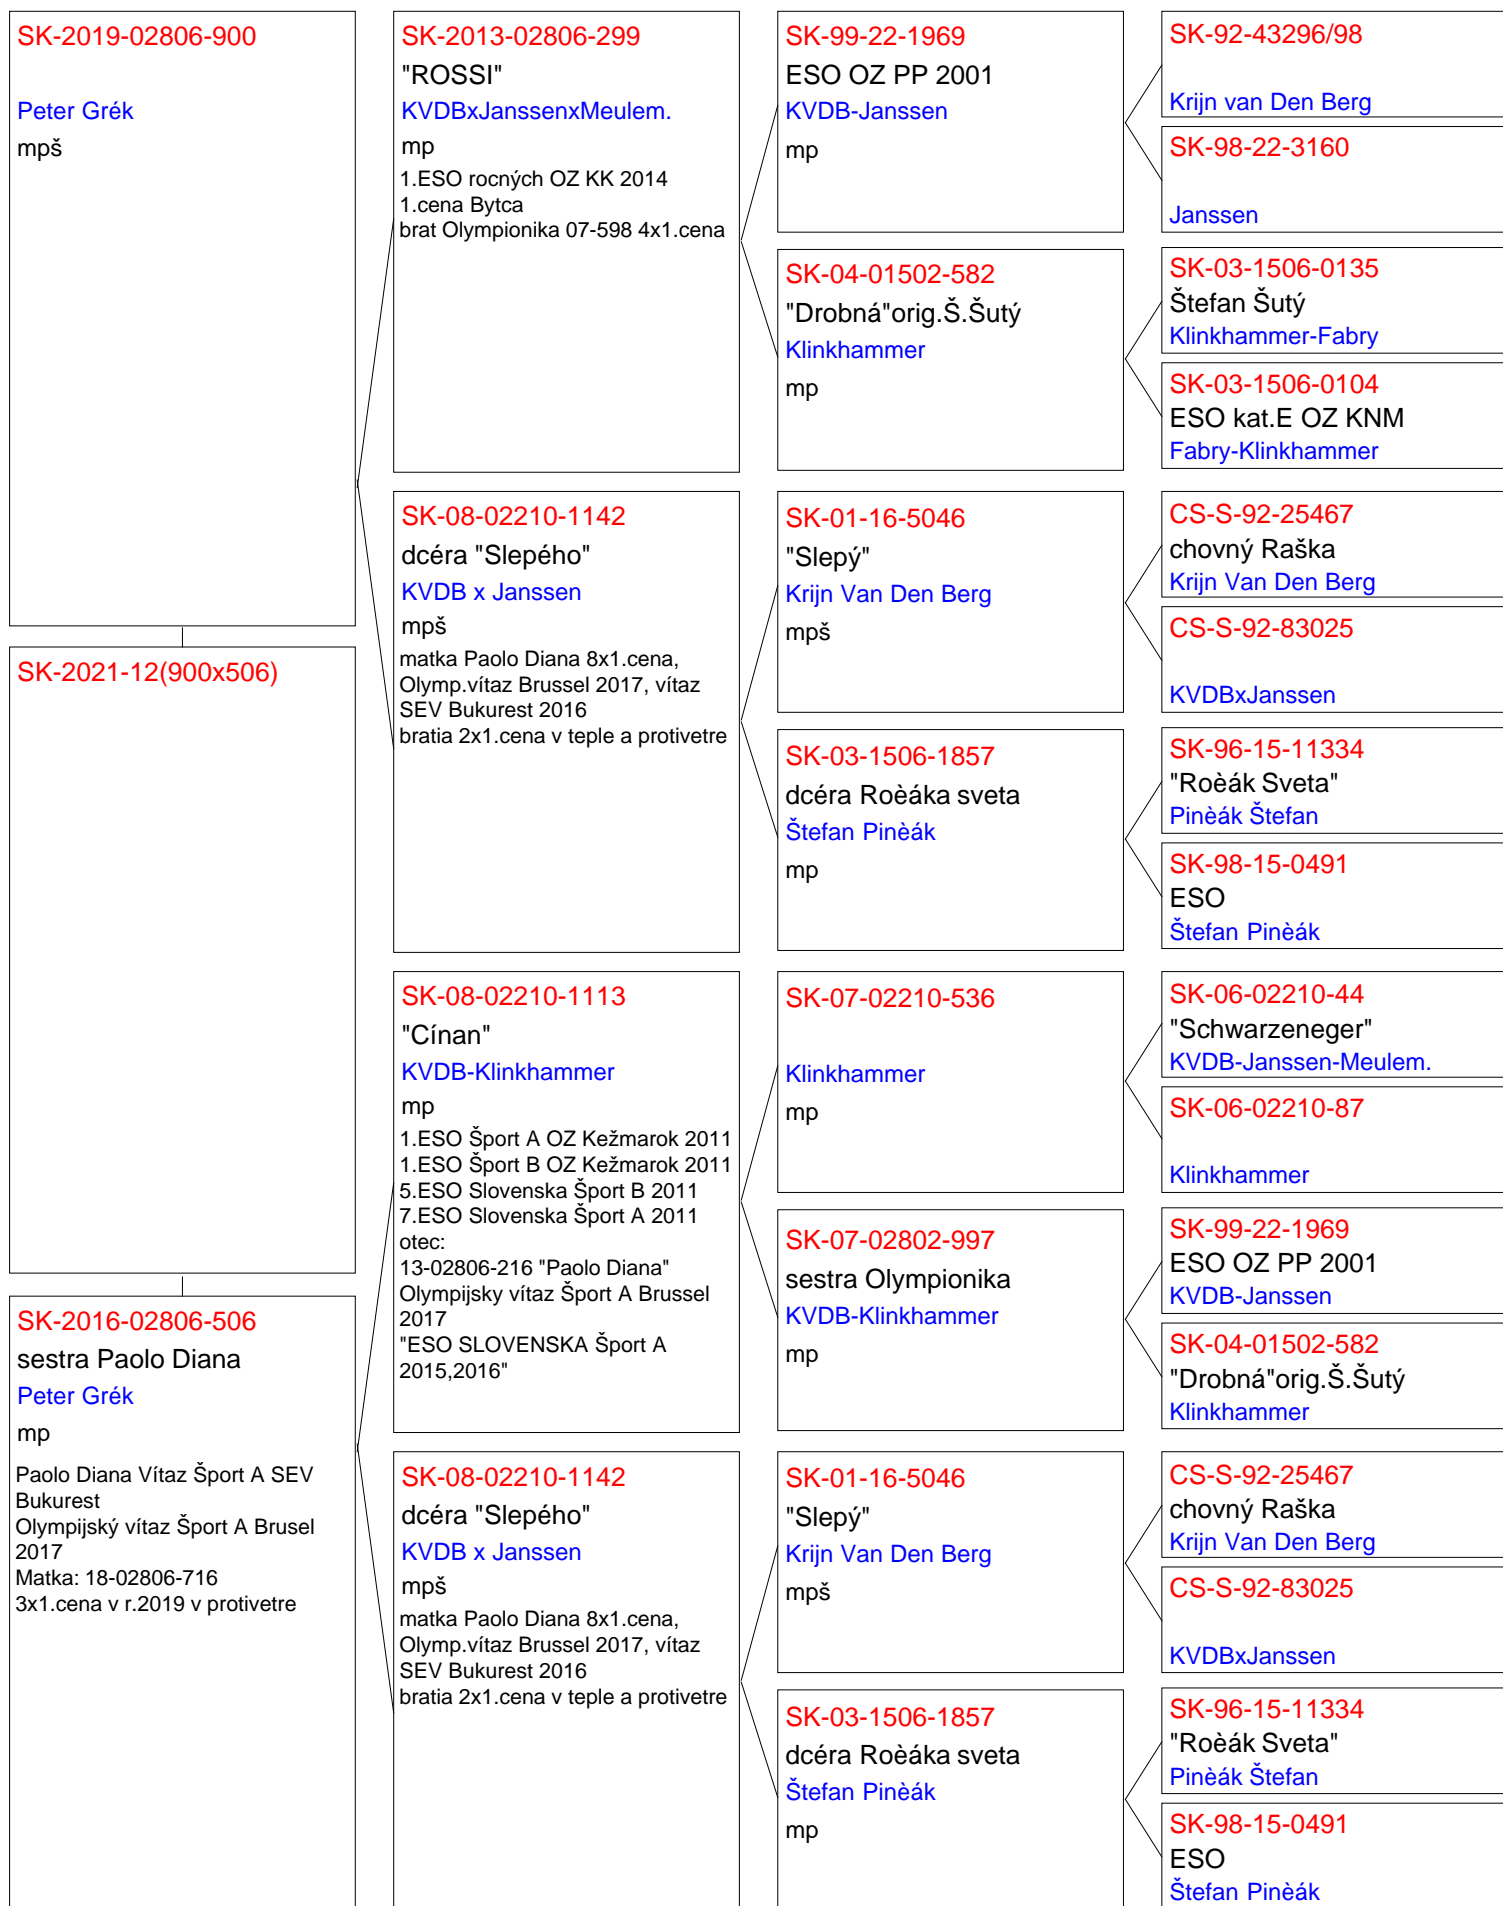 SK-2019-02806-900
Peter Grék
mpš
SK-2021-12(900x506)
SK-2016-02806-506
sestra Paolo Diana
Peter Grék
mp
Paolo Diana Vítaz Šport A SEV
Bukurest
Olympijský vítaz Šport A Brusel
2017
Matka: 18-02806-716
3x1.cena v r.2019 v protivetre
SK-2013-02806-299
"ROSSI"
KVDBxJanssenxMeulem.
mp
1.ESO rocných OZ KK 2014
1.cena Bytca
brat Olympionika 07-598 4x1.cena
SK-08-02210-1142
dcéra "Slepého"
KVDB x Janssen
mpš
matka Paolo Diana 8x1.cena,
Olymp.vítaz Brussel 2017, vítaz
SEV Bukurest 2016
bratia 2x1.cena v teple a protivetre
SK-08-02210-1113
"Cínan"
KVDB-Klinkhammer
mp
1.ESO Šport A OZ Kežmarok 2011
1.ESO Šport B OZ Kežmarok 2011
5.ESO Slovenska Šport B 2011
7.ESO Slovenska Šport A 2011
otec:
13-02806-216 "Paolo Diana"
Olympijsky vítaz Šport A Brussel
2017
"ESO SLOVENSKA Šport A
2015,2016"
SK-08-02210-1142
dcéra "Slepého"
KVDB x Janssen
mpš
matka Paolo Diana 8x1.cena,
Olymp.vítaz Brussel 2017, vítaz
SEV Bukurest 2016
bratia 2x1.cena v teple a protivetre
SK-99-22-1969
ESO OZ PP 2001
KVDB-Janssen
mp
SK-04-01502-582
"Drobná"orig.Š.Šutý
Klinkhammer
mp
SK-01-16-5046
"Slepý"
Krijn Van Den Berg
mpš
SK-03-1506-1857
dcéra Roèáka sveta
Štefan Pinèák
mp
SK-07-02210-536
Klinkhammer
mp
SK-07-02802-997
sestra Olympionika
KVDB-Klinkhammer
mp
SK-01-16-5046
"Slepý"
Krijn Van Den Berg
mpš
SK-03-1506-1857
dcéra Roèáka sveta
Štefan Pinèák
mp
SK-92-43296/98
Krijn van Den Berg
SK-98-22-3160
Janssen
SK-03-1506-0135
Štefan Šutý
Klinkhammer-Fabry
SK-03-1506-0104
ESO kat.E OZ KNM
Fabry-Klinkhammer
CS-S-92-25467
chovný Raška
Krijn Van Den Berg
CS-S-92-83025
KVDBxJanssen
SK-96-15-11334
"Roèák Sveta"
Pinèák Štefan
SK-98-15-0491
ESO
Štefan Pinèák
SK-06-02210-44
"Schwarzeneger"
KVDB-Janssen-Meulem.
SK-06-02210-87
Klinkhammer
SK-99-22-1969
ESO OZ PP 2001
KVDB-Janssen
SK-04-01502-582
"Drobná"orig.Š.Šutý
Klinkhammer
CS-S-92-25467
chovný Raška
Krijn Van Den Berg
CS-S-92-83025
KVDBxJanssen
SK-96-15-11334
"Roèák Sveta"
Pinèák Štefan
SK-98-15-0491
ESO
Štefan Pinèák